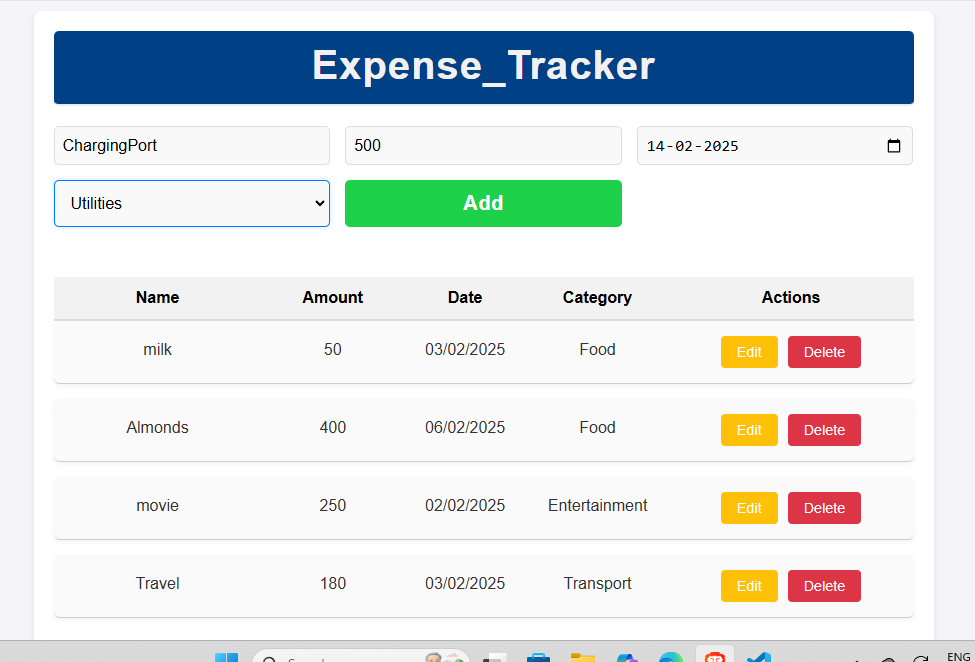 Expense_Tracker
ChargingPort 500 14-02-2025
Utilities Add
Name Amount Date Category Actions
milk 50 03/02/2025 Food Edit Delete
Almonds 400 06/02/2025 Food Edit Delete
movie 250 02/02/2025 Entertainment Edit Delete
Travel 180 03/02/2025 Transport Edit Delete
ENG